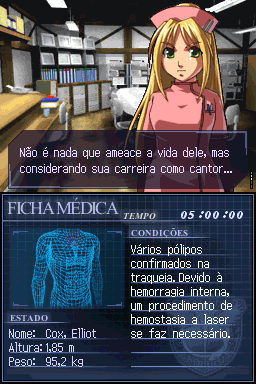 Não é nada que ameace a vida dele, mas
considerando sua carreira como cantor...
FICHA MÉDICA
TEMPO 05:00:00
CONDIÇÕES
Vários pólipos
confirmados na
traqueia. Devido à
hemorragia interna,
um procedimento de
hemostasia a laser
se faz necessário.
ESTADO
Nome: Cox, Elliot
Altura: 1,85 m
Peso: 95,2 kg